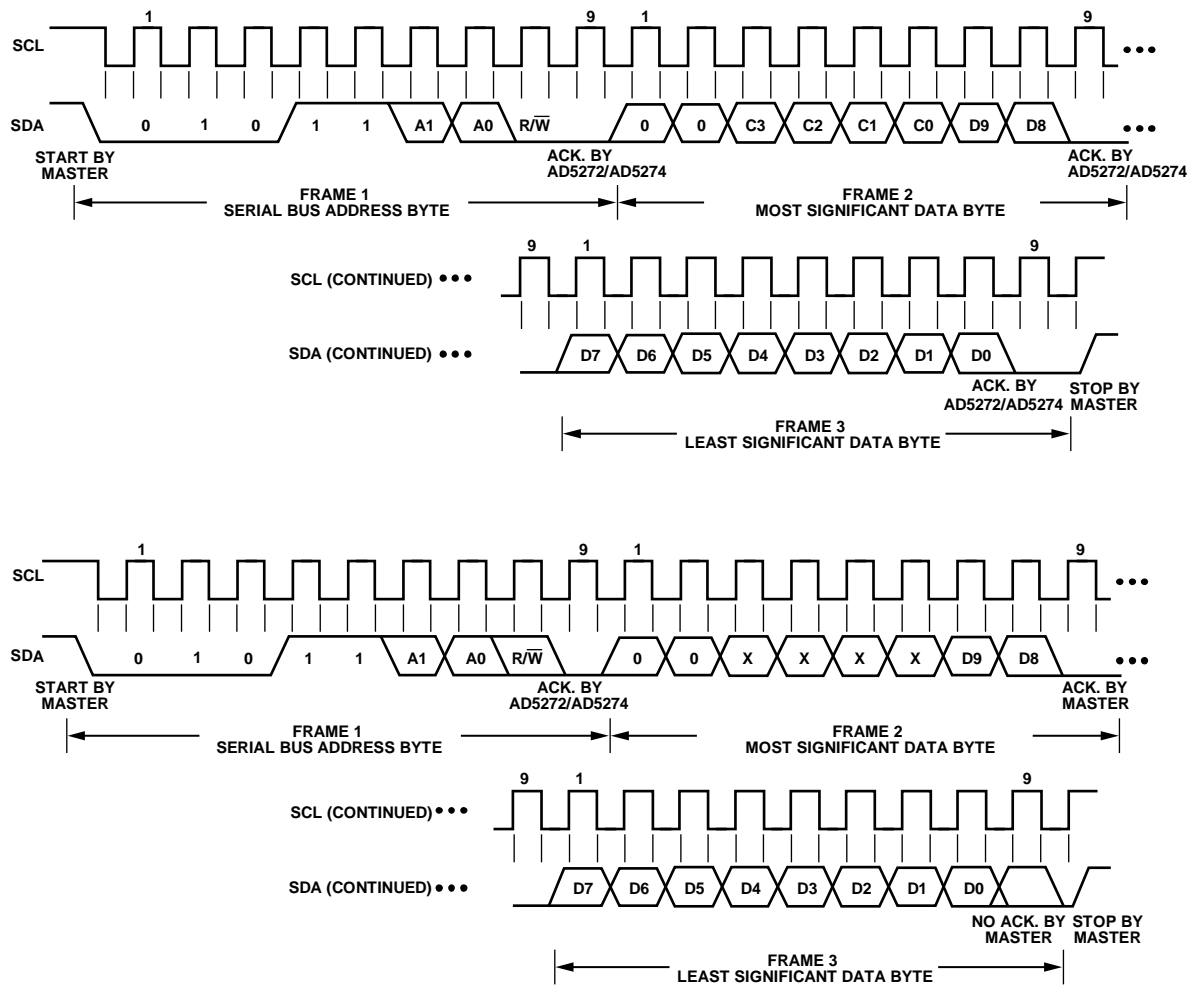 1 9 1 9
SCL
SDA 0 1 0 1 1 A1 A0 R/W̅ 0 0 C3 C2 C1 C0 D9 D8
START BY
MASTER
ACK. BY
AD5272/AD5274
ACK. BY
AD5272/AD5274
FRAME 1
SERIAL BUS ADDRESS BYTE
FRAME 2
MOST SIGNIFICANT DATA BYTE
9 1 9
SCL (CONTINUED)
SDA (CONTINUED) D7 D6 D5 D4 D3 D2 D1 D0
ACK. BY
AD5272/AD5274
STOP BY
MASTER
FRAME 3
LEAST SIGNIFICANT DATA BYTE
1 9 1 9
SCL
SDA 0 1 0 1 1 A1 A0 R/W̅ 0 0 X X X X D9 D8
START BY
MASTER
ACK. BY
AD5272/AD5274
ACK. BY
MASTER
FRAME 1
SERIAL BUS ADDRESS BYTE
FRAME 2
MOST SIGNIFICANT DATA BYTE
9 1 9
SCL (CONTINUED)
SDA (CONTINUED) D7 D6 D5 D4 D3 D2 D1 D0
NO ACK. BY
MASTER
STOP BY
MASTER
FRAME 3
LEAST SIGNIFICANT DATA BYTE